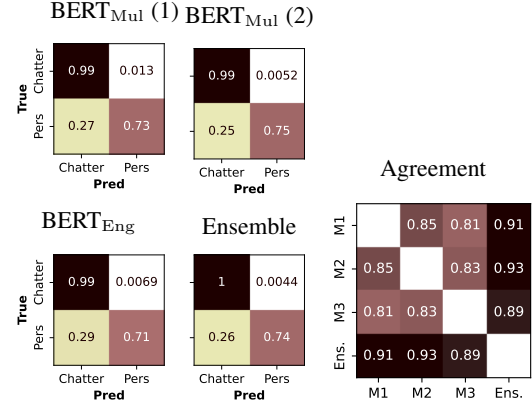 BERTMul (1)
BERTMul (2)
True
Chatter
Pers
0.99 0.013
0.27 0.73
Chatter Pers
Pred
0.99 0.0052
0.25 0.75
Chatter Pers
Pred
BERTEng
Ensemble
True
Chatter
Pers
0.99 0.0069
0.29 0.71
Chatter Pers
Pred
1 0.0044
0.26 0.74
Chatter Pers
Pred
Agreement
M1 0.85 0.81 0.91
M2 0.85 0.83 0.93
M3 0.81 0.83 0.89
Ens. 0.91 0.93 0.89
M1 M2 M3 Ens.